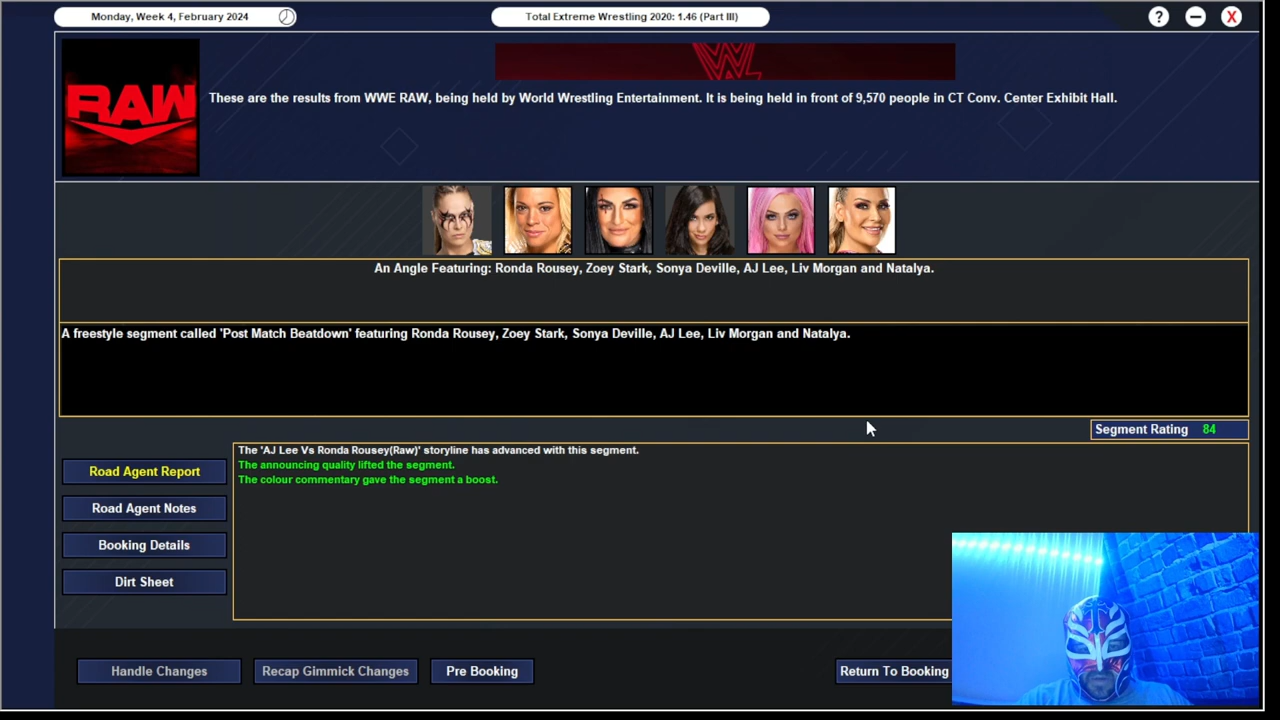 Monday, Week 4, February 2024
Total Extreme Wrestling 2020: 1.46 (Part III)
? X
RAW
W
These are the results from WWE RAW, being held by World Wrestling Entertainment. It is being held in front of 9,570 people in CT Conv. Center Exhibit Hall.
An Angle Featuring: Ronda Rousey, Zoey Stark, Sonya Deville, AJ Lee, Liv Morgan and Natalya.
A freestyle segment called 'Post Match Beatdown' featuring Ronda Rousey, Zoey Stark, Sonya Deville, AJ Lee, Liv Morgan and Natalya.
Segment Rating 84
The 'AJ Lee Vs Ronda Rousey(Raw)' storyline has advanced with this segment.
The announcing quality lifted the segment.
The colour commentary gave the segment a boost.
Road Agent Report
Road Agent Notes
Booking Details
Dirt Sheet
Handle Changes
Recap Gimmick Changes
Pre Booking
Return To Booking